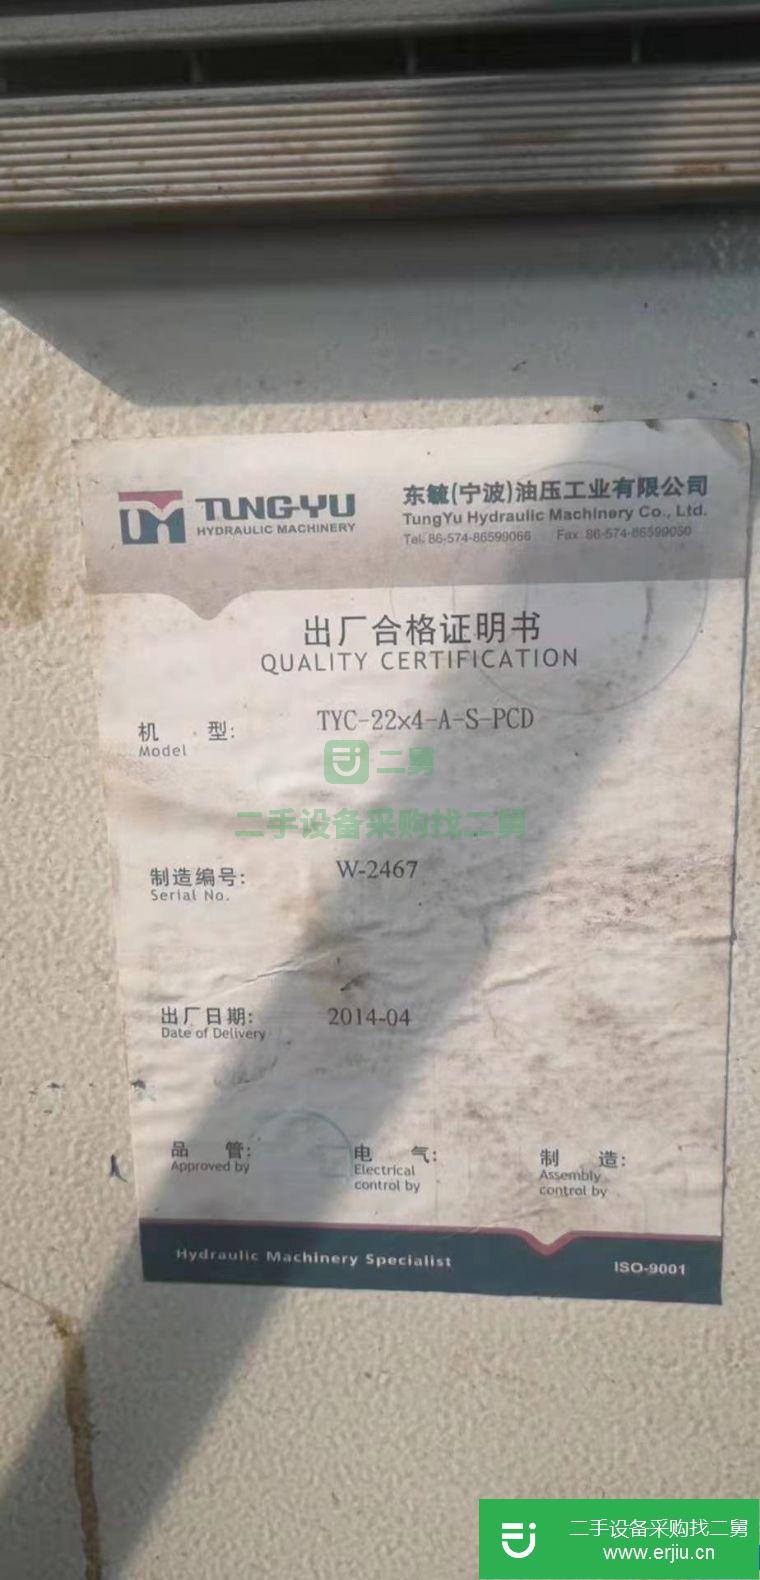 TUNG-YU
HYDRAULIC MACHINERY
东毓(宁波)油压工业有限公司
TungYu Hydraulic Machinery Co., Ltd.
Tel: 86-574-86599066 Fax: 86-574-86599050
出厂合格证明书
QUALITY CERTIFICATION
机 型: TYC-22x4-A-S-PCD
Model
二舅
二手设备采购找二舅
制造编号: W-2467
Serial No.
出厂日期: 2014-04
Date of Delivery
品 管: 电 气: 制 造:
Approved by Electrical Assembly
control by control by
Hydraulic Machinery Specialist ISO-9001
二手设备采购找二舅
www.erjiu.cn